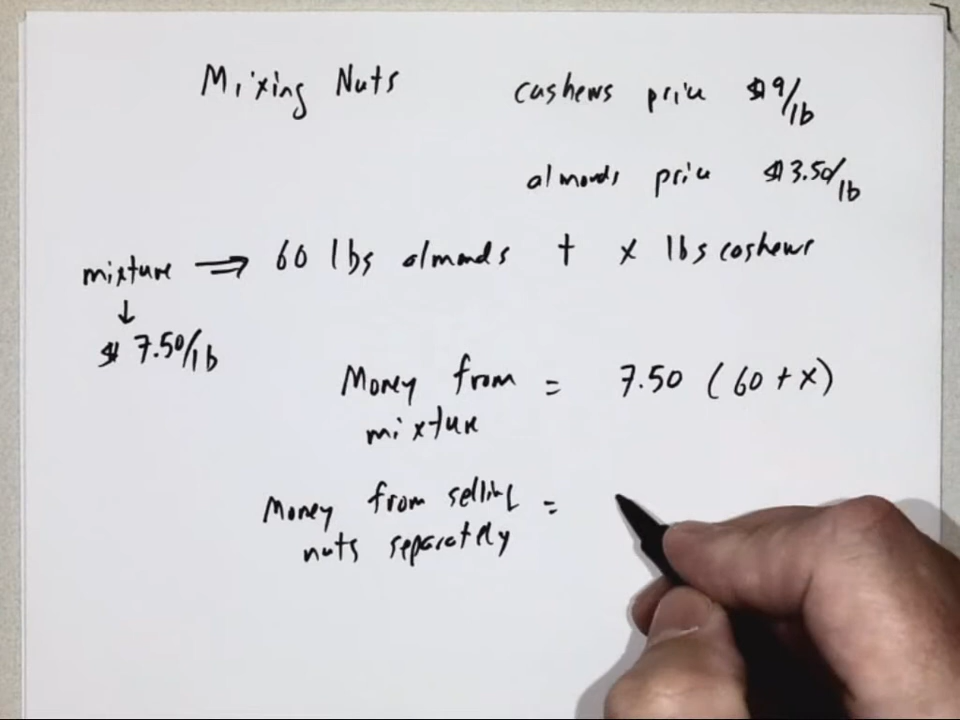 Mixing Nuts
cashews price $9/lb
almonds price $3.50/lb
mixture ⇒ 60 lbs almonds + x lbs cashews
↓
$ 7.50/lb
Money from mixture = 7.50 (60 + x)
Money from selling nuts separately =